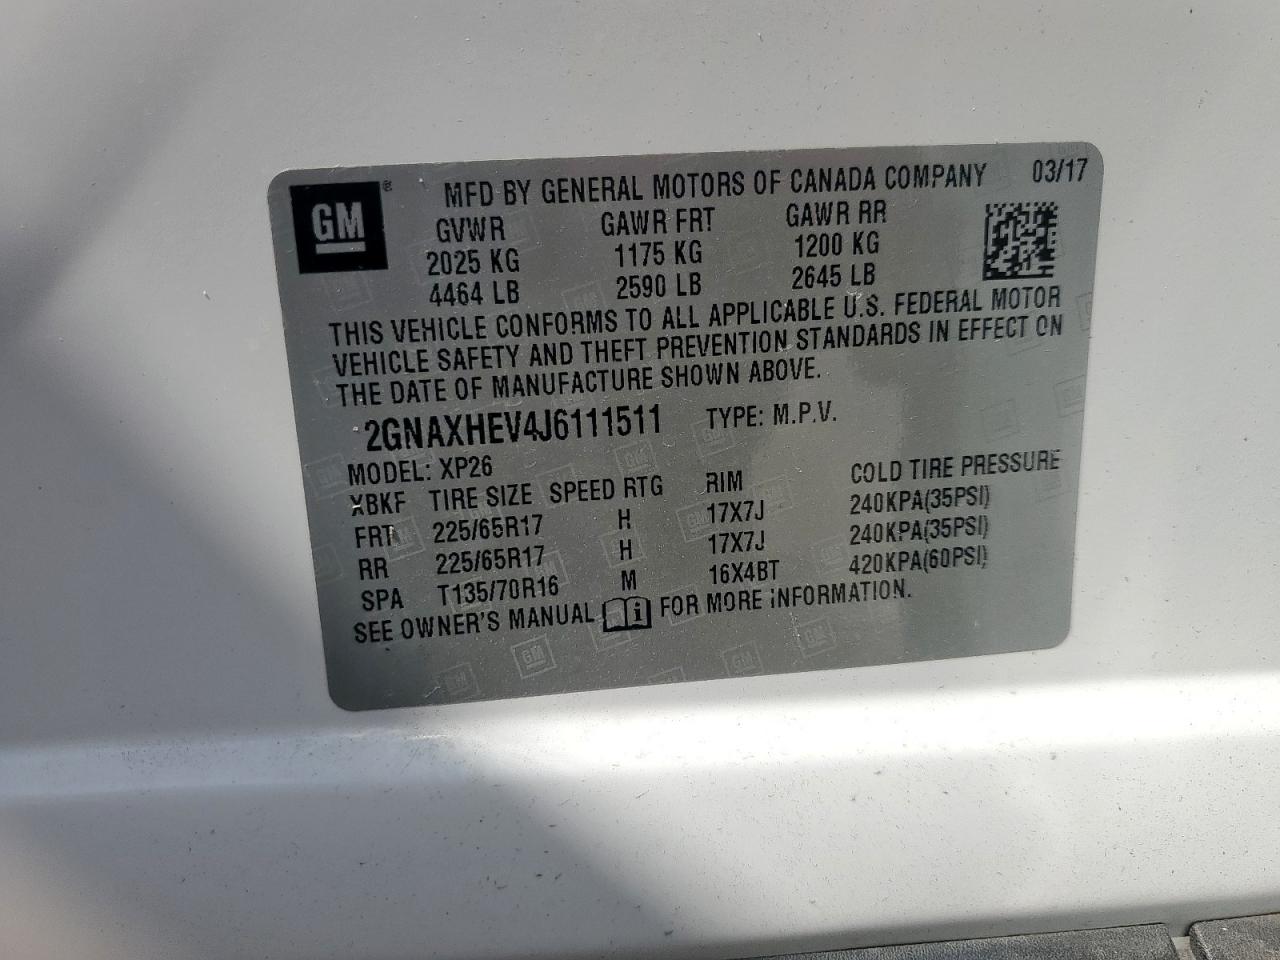 GM ® MFD BY GENERAL MOTORS OF CANADA COMPANY 03/17
GVWR GAWR FRT GAWR RR
2025 KG 1175 KG 1200 KG
4464 LB 2590 LB 2645 LB
THIS VEHICLE CONFORMS TO ALL APPLICABLE U.S. FEDERAL MOTOR
VEHICLE SAFETY AND THEFT PREVENTION STANDARDS IN EFFECT ON
THE DATE OF MANUFACTURE SHOWN ABOVE.
2GNAXHEV4J6111511 TYPE: M.P.V.
MODEL: XP26
XBKF TIRE SIZE SPEED RTG RIM COLD TIRE PRESSURE
FRT 225/65R17 H 17X7J 240KPA(35PSI)
RR 225/65R17 H 17X7J 240KPA(35PSI)
SPA T135/70R16 M 16X4BT 420KPA(60PSI)
SEE OWNER'S MANUAL i FOR MORE INFORMATION.